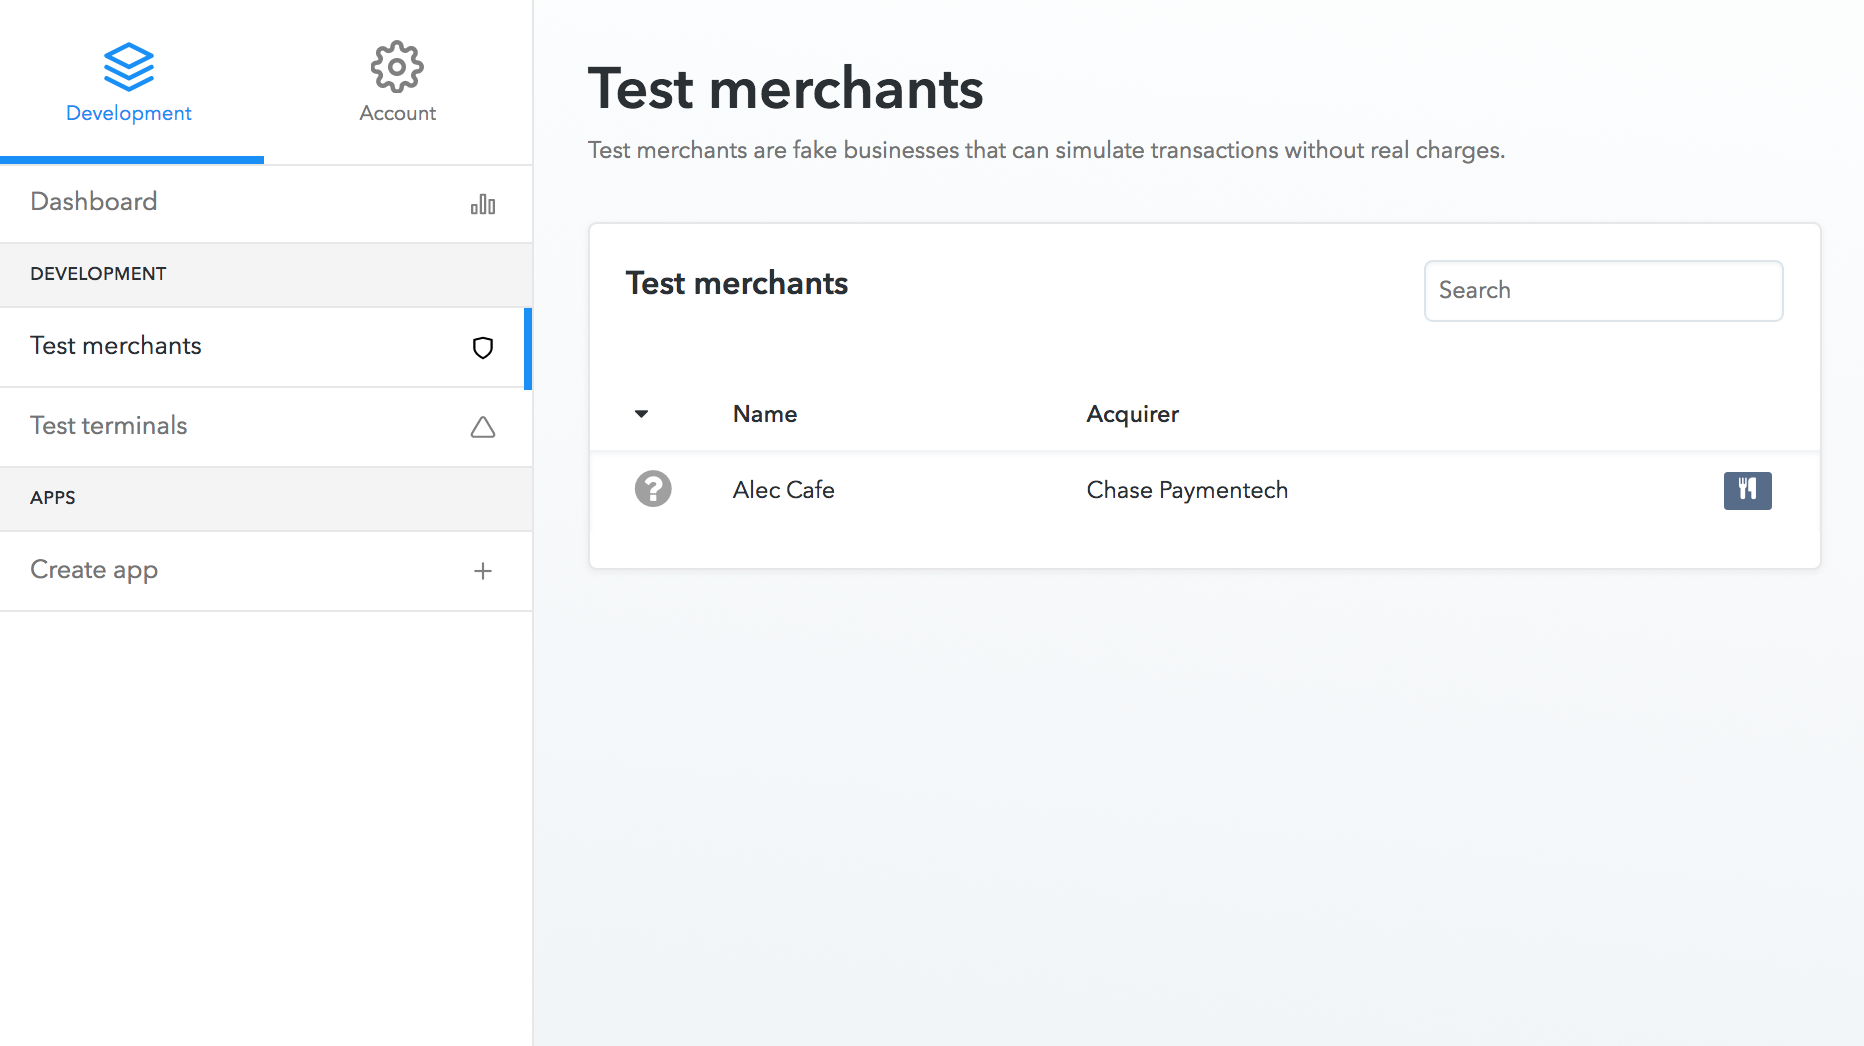 Development
Account
Dashboard
DEVELOPMENT
Test merchants
Test terminals
APPS
Create app
Test merchants
Test merchants are fake businesses that can simulate transactions without real charges.
Test merchants
Search
Name Acquirer
Alec Cafe Chase Paymentech